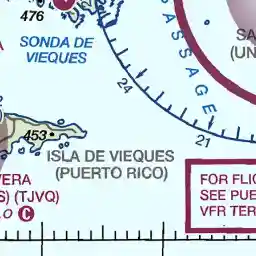 476
SONDA DE
VIEQUES
PASSAGE
SA
(UN
24
21
453
ISLA DE VIEQUES
(PUERTO RICO)
VERA
S) (TJVQ)
.0 C
FOR FLIG
SEE PUE
VFR TER